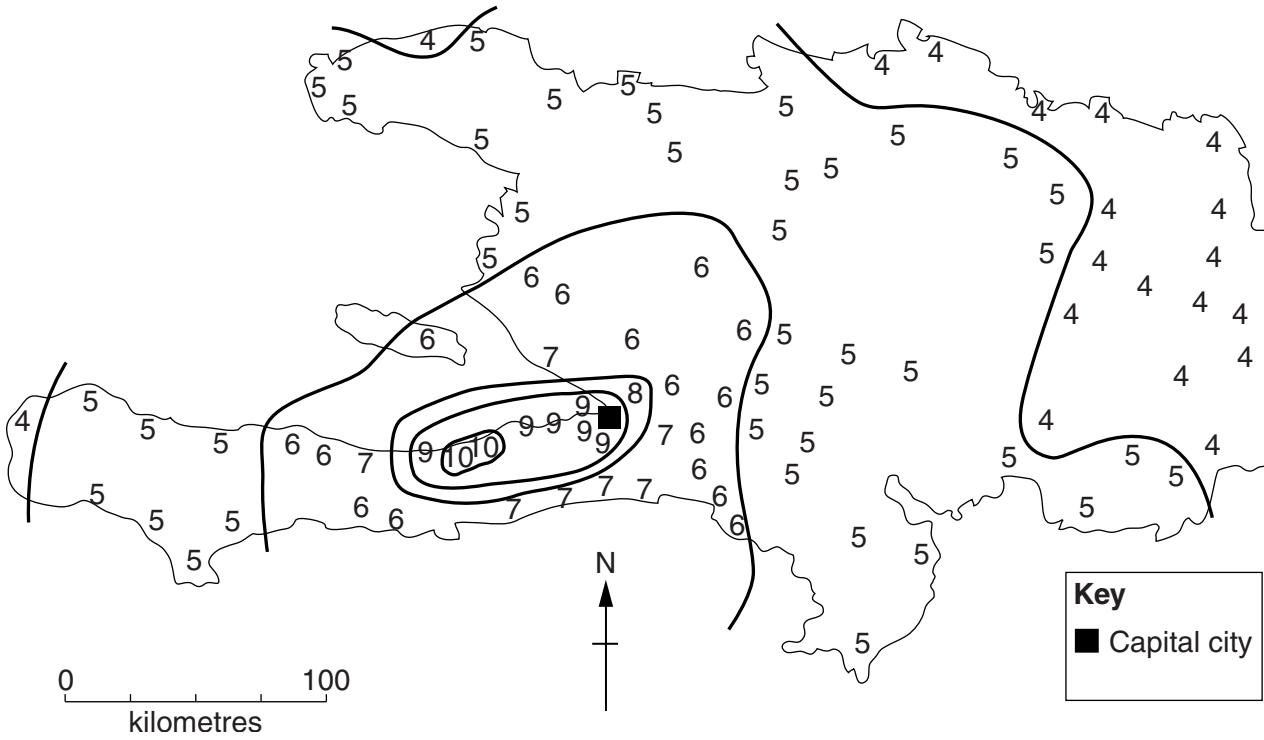 4 5
4
5 4
5 5
5 5 5 5 4 4
5 5 4
5 5
5 5
5
5 4 4
5
5 5 4 4
6 6
6 4 4
4 4
6 6 6 5
7 5 4
5 4
6 5
5 9 8 6 5
4 5 9 9 9 4
5 6 9 7 6 5 5 4
6 7 9 10 10 5 5
6 5 5
5 7 7 7 6
6 7 5
5 5 6 6
5
5 5
5
N
Key
Capital city
0 100
kilometres